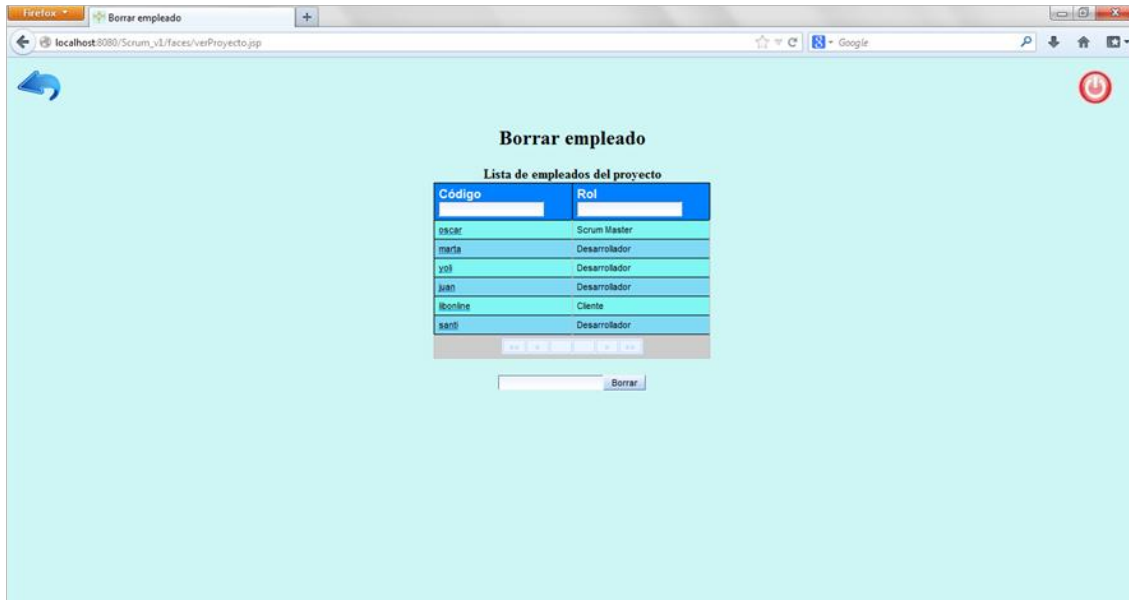 Firefox
Borrar empleado
localhost:8080/Scrum_v1/faces/verProyecto.jsp
Google
Borrar empleado
Lista de empleados del proyecto
Código Rol
oscar Scrum Master
marta Desarrollador
yoli Desarrollador
juan Desarrollador
libonline Cliente
santi Desarrollador
Borrar